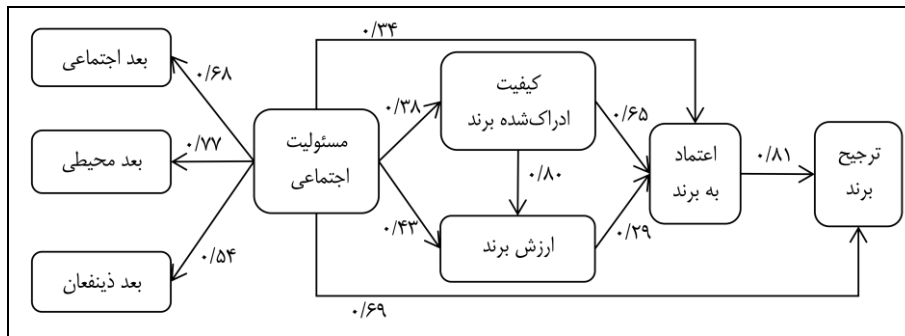 بعد اجتماعی
بعد محیطی
بعد ذینفعان
۰/۶۸
۰/۷۷
۰/۵۴
مسئولیت
اجتماعی
۰/۳۴
۰/۳۸
۰/۴۳
۰/۶۹
کیفیت
ادراک‌شده برند
۰/۸۰
ارزش برند
۰/۶۵
۰/۲۹
اعتماد
به برند
۰/۸۱
ترجیح
برند